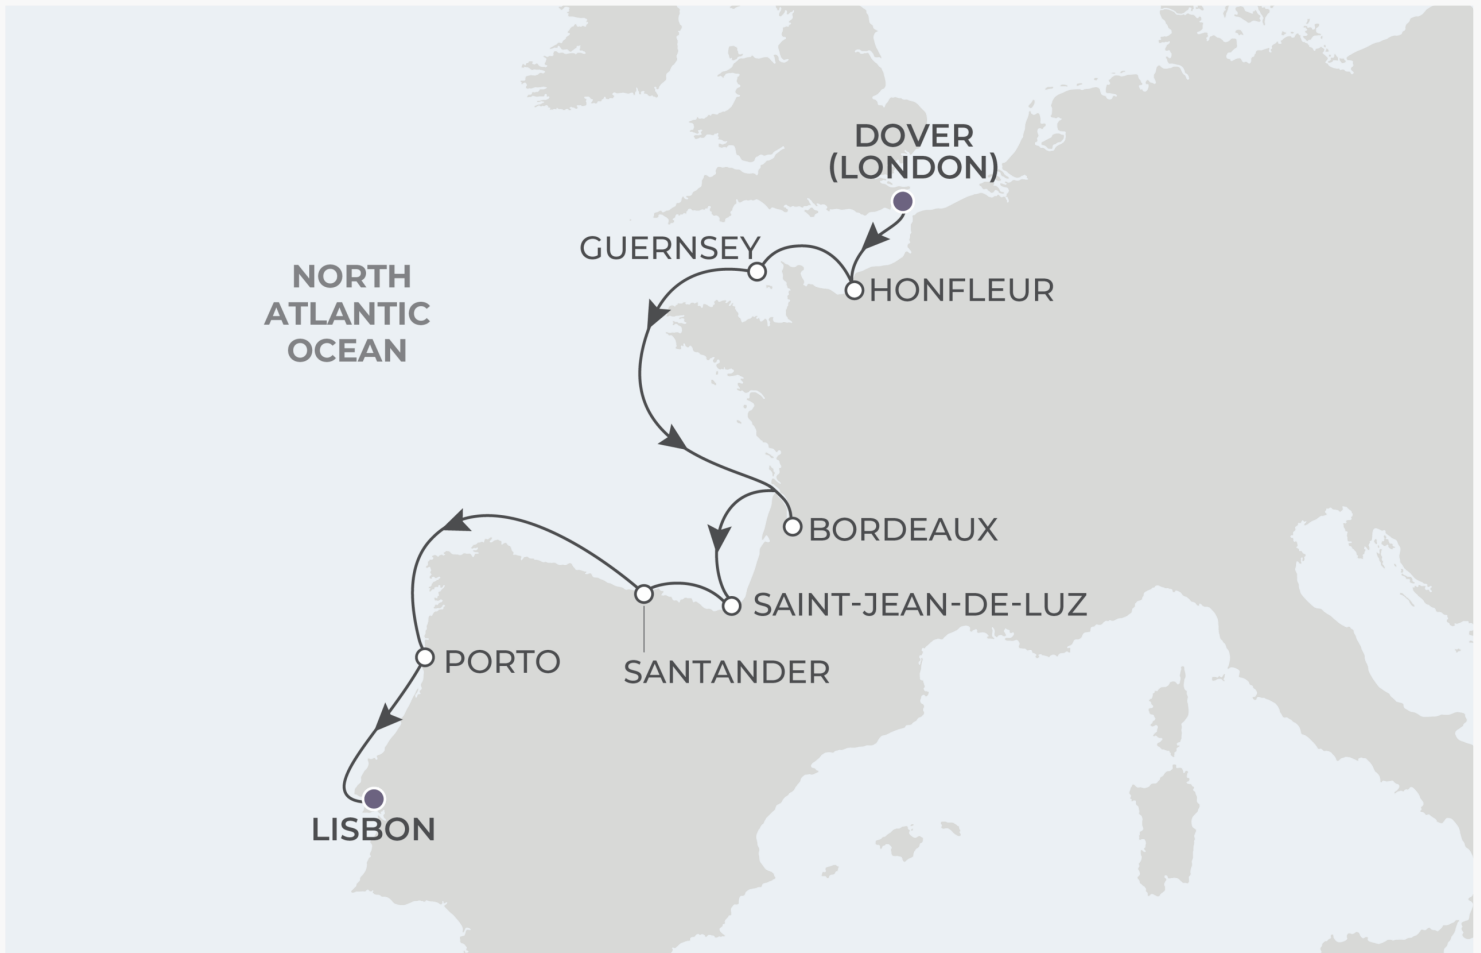 DOVER
(LONDON)
GUERNSEY
HONFLEUR
NORTH
ATLANTIC
OCEAN
BORDEAUX
SAINT-JEAN-DE-LUZ
SANTANDER
PORTO
LISBON